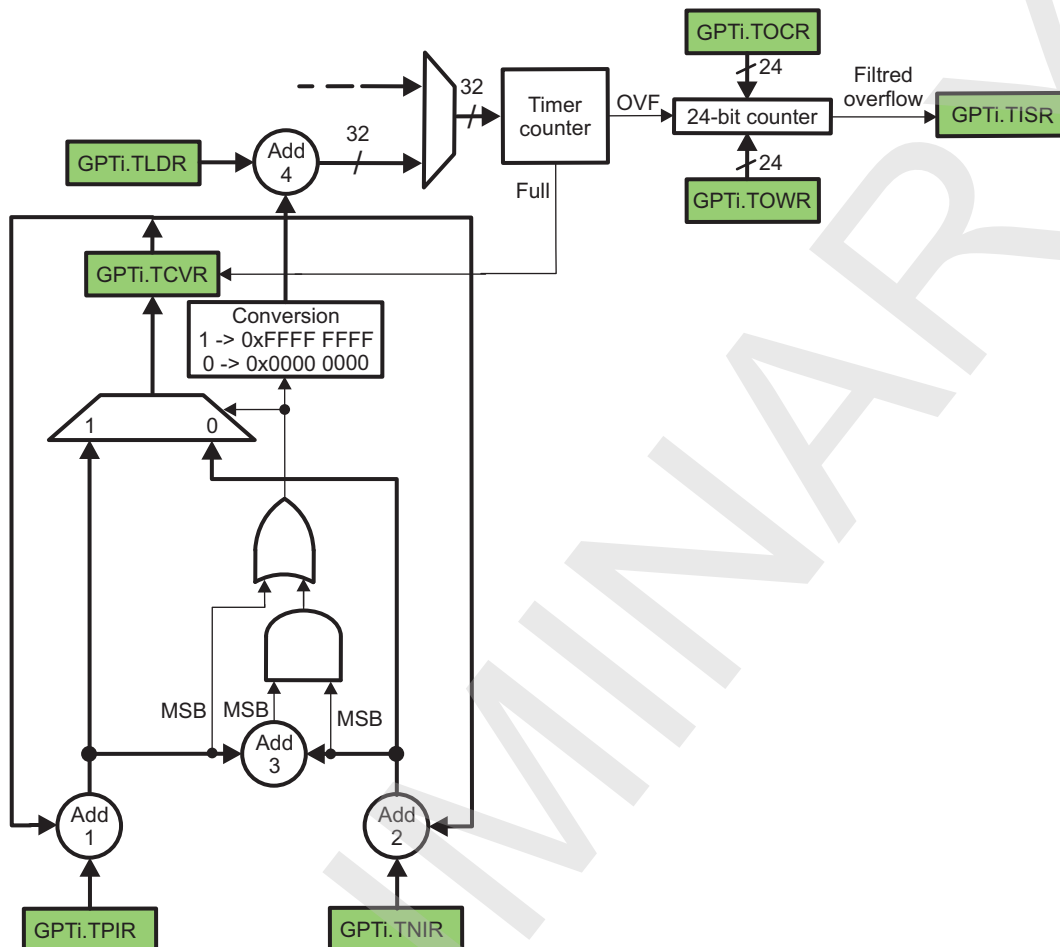 GPTi.TOCR
24
32
Filtred
overflow
Timer
counter
OVF
24-bit counter
GPTi.TISR
32
GPTi.TLDR
Add
4
24
Full
GPTi.TOWR
GPTi.TCVR
Conversion
1 -> 0xFFFF FFFF
0 -> 0x0000 0000
1
0
MSB
MSB
MSB
Add
3
Add
1
Add
2
GPTi.TPIR
GPTi.TNIR
IMINARY